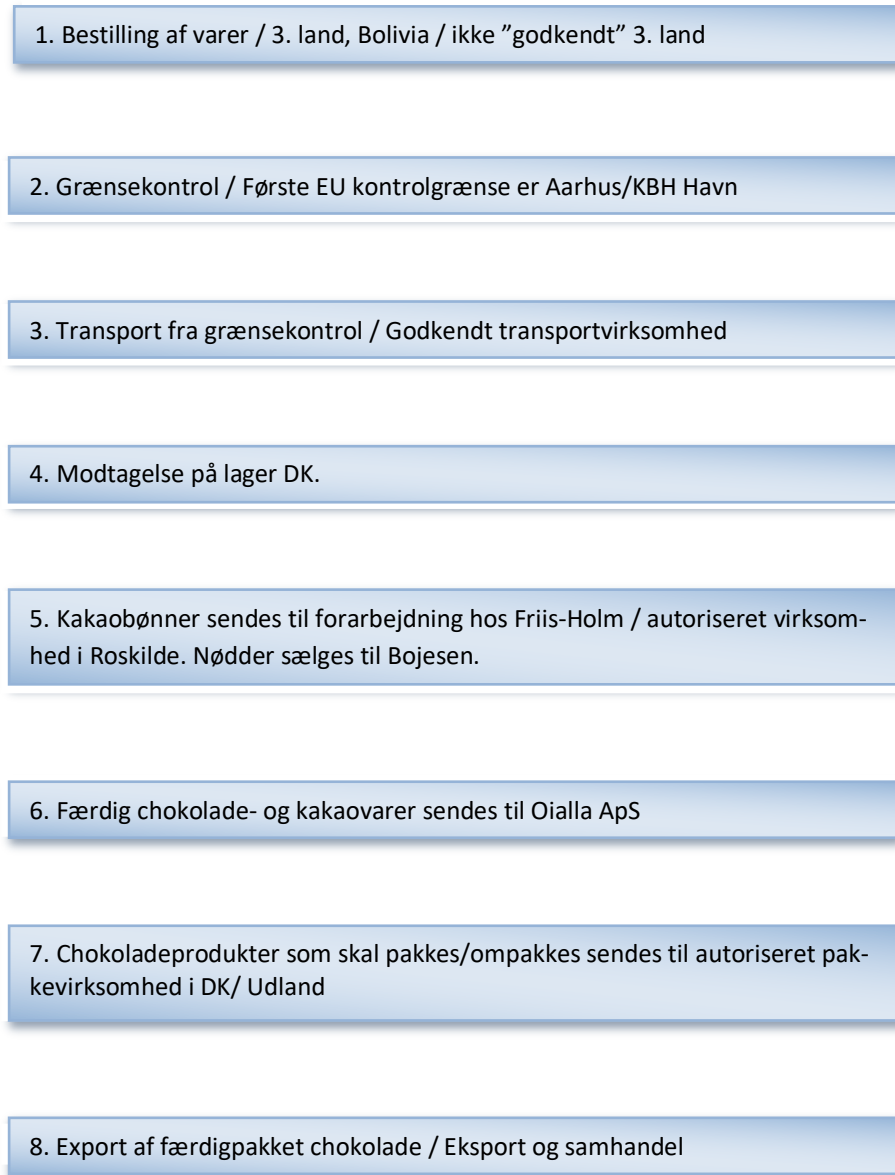 1. Bestilling af varer / 3. land, Bolivia / ikke ”godkendt” 3. land
2. Grænsekontrol / Første EU kontrolgrænse er Aarhus/KBH Havn
3. Transport fra grænsekontrol / Godkendt transportvirksomhed
4. Modtagelse på lager DK.
5. Kakaobønner sendes til forarbejdning hos Friis-Holm / autoriseret virksom-
hed i Roskilde. Nødder sælges til Bojesen.
6. Færdig chokolade- og kakaovarer sendes til Oialla ApS
7. Chokoladeprodukter som skal pakkes/ompakkes sendes til autoriseret pak-
kevirksomhed i DK/ Udland
8. Export af færdigpakket chokolade / Eksport og samhandel